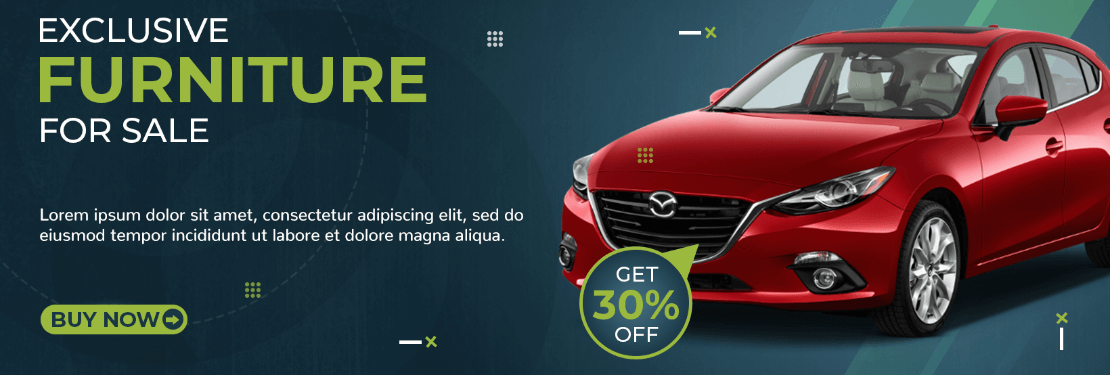 EXCLUSIVE
FURNITURE
FOR SALE
Lorem ipsum dolor sit amet, consectetur adipiscing elit, sed do
eiusmod tempor incididunt ut labore et dolore magna aliqua.
BUY NOW
GET
30%
OFF